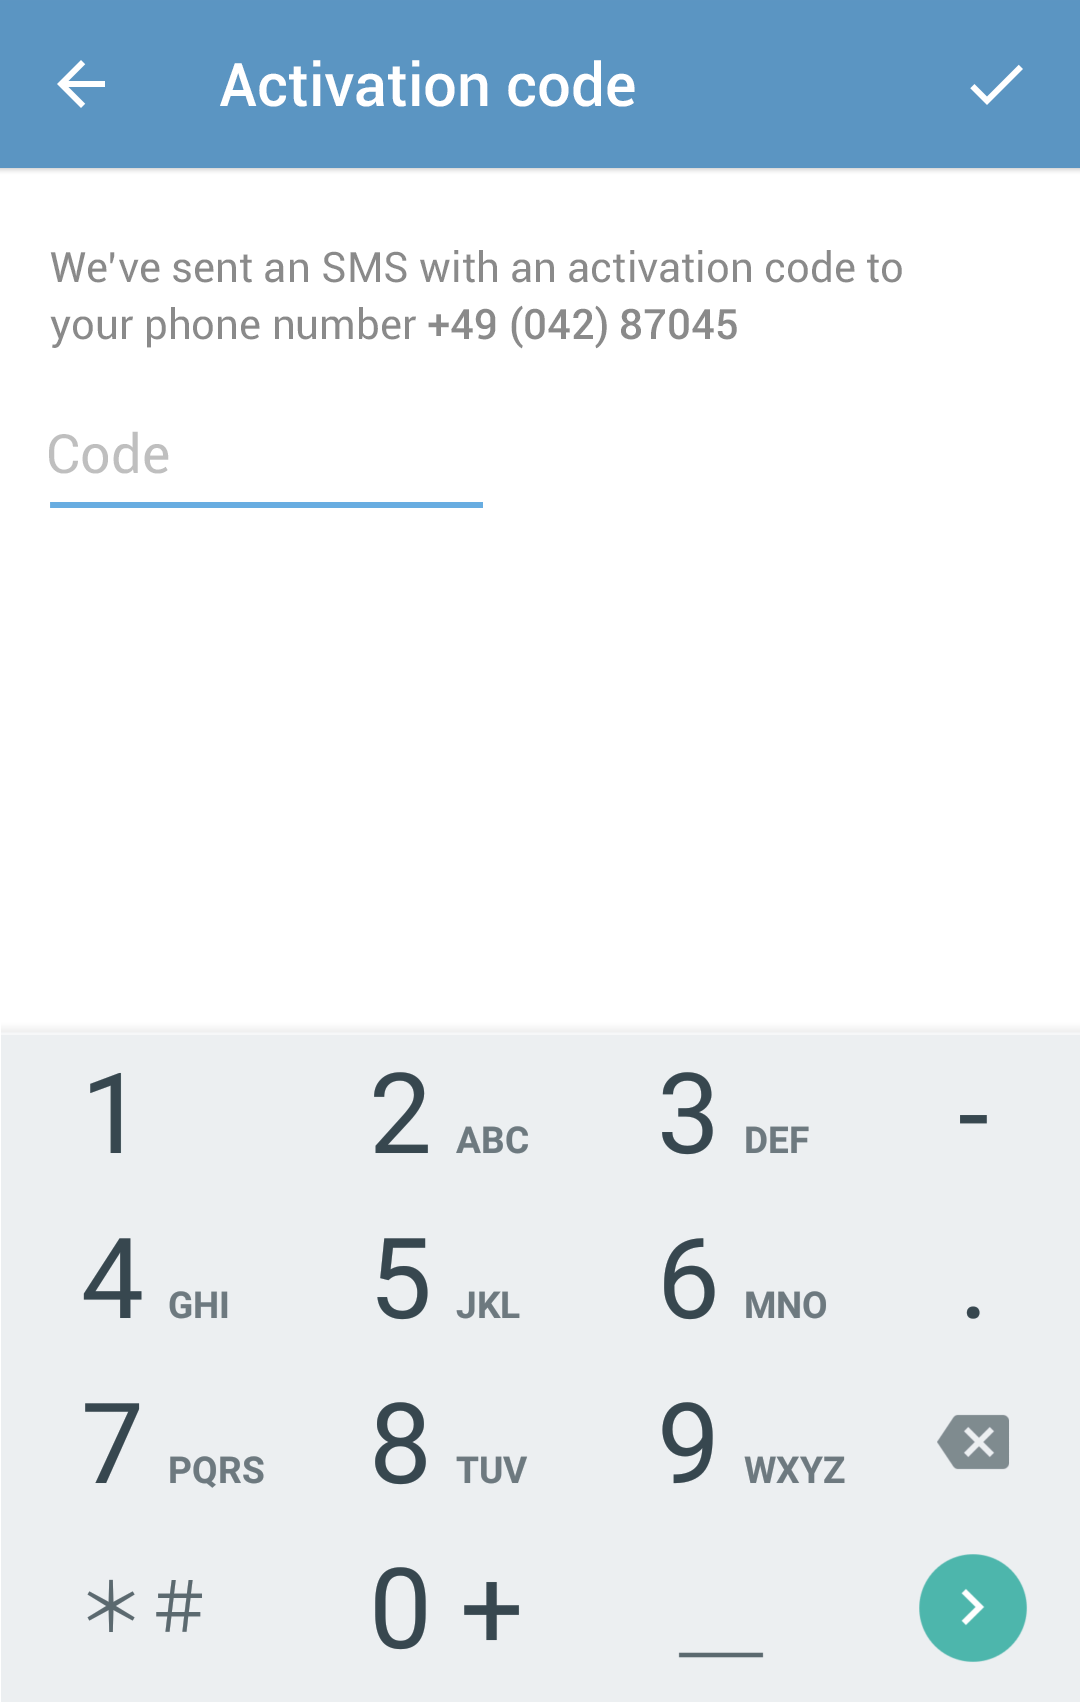 Activation code
We've sent an SMS with an activation code to
your phone number +49 (042) 87045
Code
1 2 ABC 3 DEF -
4 GHI 5 JKL 6 MNO .
7 PQRS 8 TUV 9 WXYZ
* # 0 + _